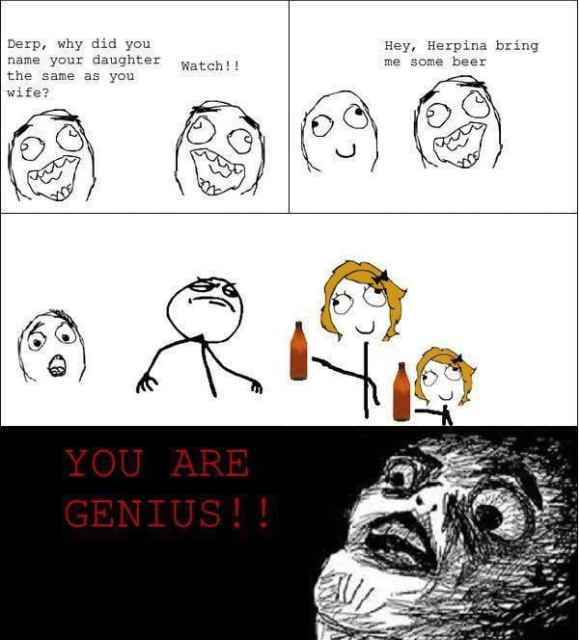 Derp, why did you
name your daughter
the same as you
wife?
Watch!!
Hey, Herpina bring
me some beer
YOU ARE
GENIUS!!